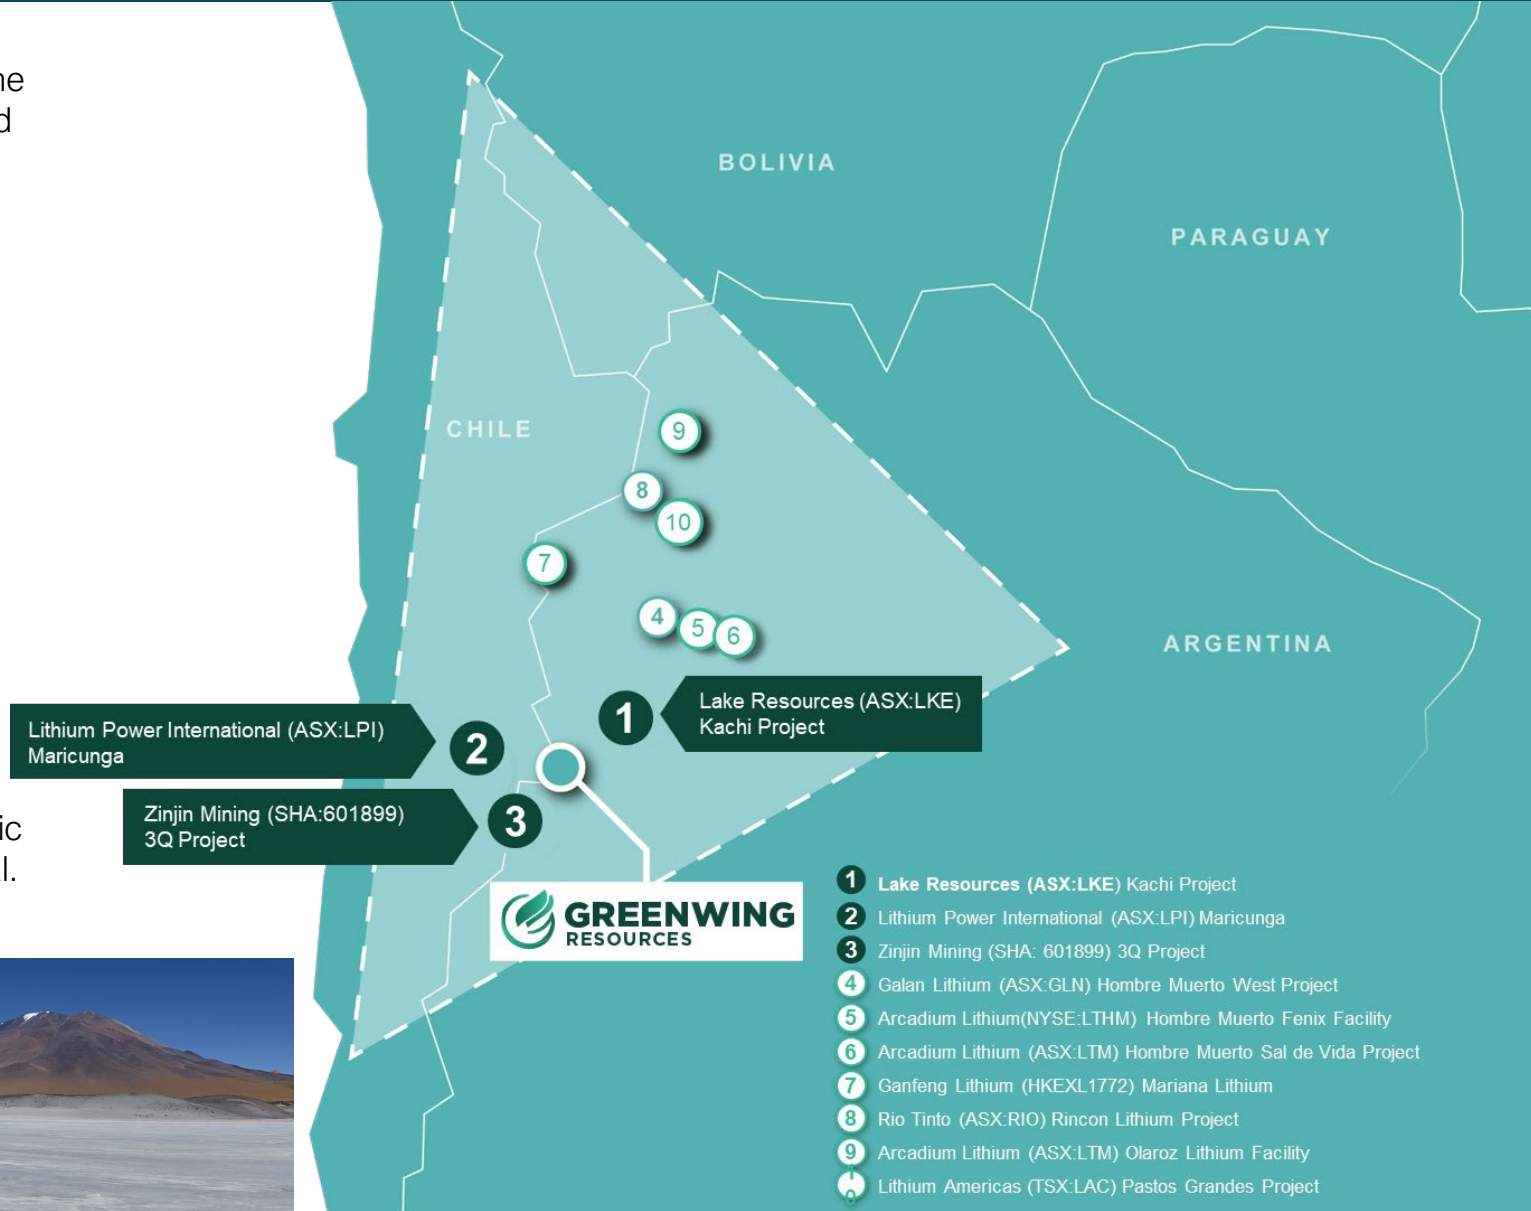 ne
d
BOLIVIA
PARAGUAY
CHILE
9
8
10
7
4
5
6
ARGENTINA
1
Lake Resources (ASX:LKE)
Kachi Project
Lithium Power International (ASX:LPI)
Maricunga
2
Zinjin Mining (SHA:601899)
3Q Project
3
ic
l.
GREENWING
RESOURCES
1 Lake Resources (ASX:LKE) Kachi Project
2 Lithium Power International (ASX:LPI) Maricunga
3 Zinjin Mining (SHA: 601899) 3Q Project
4 Galan Lithium (ASX:GLN) Hombre Muerto West Project
5 Arcadium Lithium(NYSE:LTHM) Hombre Muerto Fenix Facility
6 Arcadium Lithium (ASX:LTM) Hombre Muerto Sal de Vida Project
7 Ganfeng Lithium (HKEXL1772) Mariana Lithium
8 Rio Tinto (ASX:RIO) Rincon Lithium Project
9 Arcadium Lithium (ASX:LTM) Olaroz Lithium Facility
10 Lithium Americas (TSX:LAC) Pastos Grandes Project